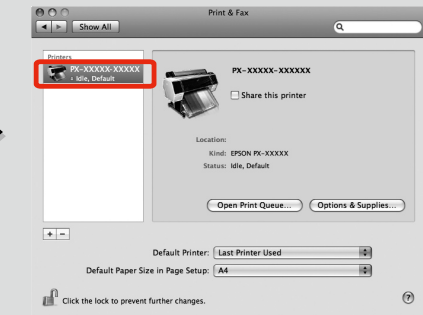 Print & Fax
Show All
Printers
PX-XXXXX-XXXXX
Idle, Default
PX-XXXXX-XXXXXX
Share this printer
Location:
Kind: EPSON PX-XXXXX
Status: Idle, Default
Open Print Queue...
Options & Supplies...
+ −
Default Printer: Last Printer Used
Default Paper Size in Page Setup: A4
Click the lock to prevent further changes.
?